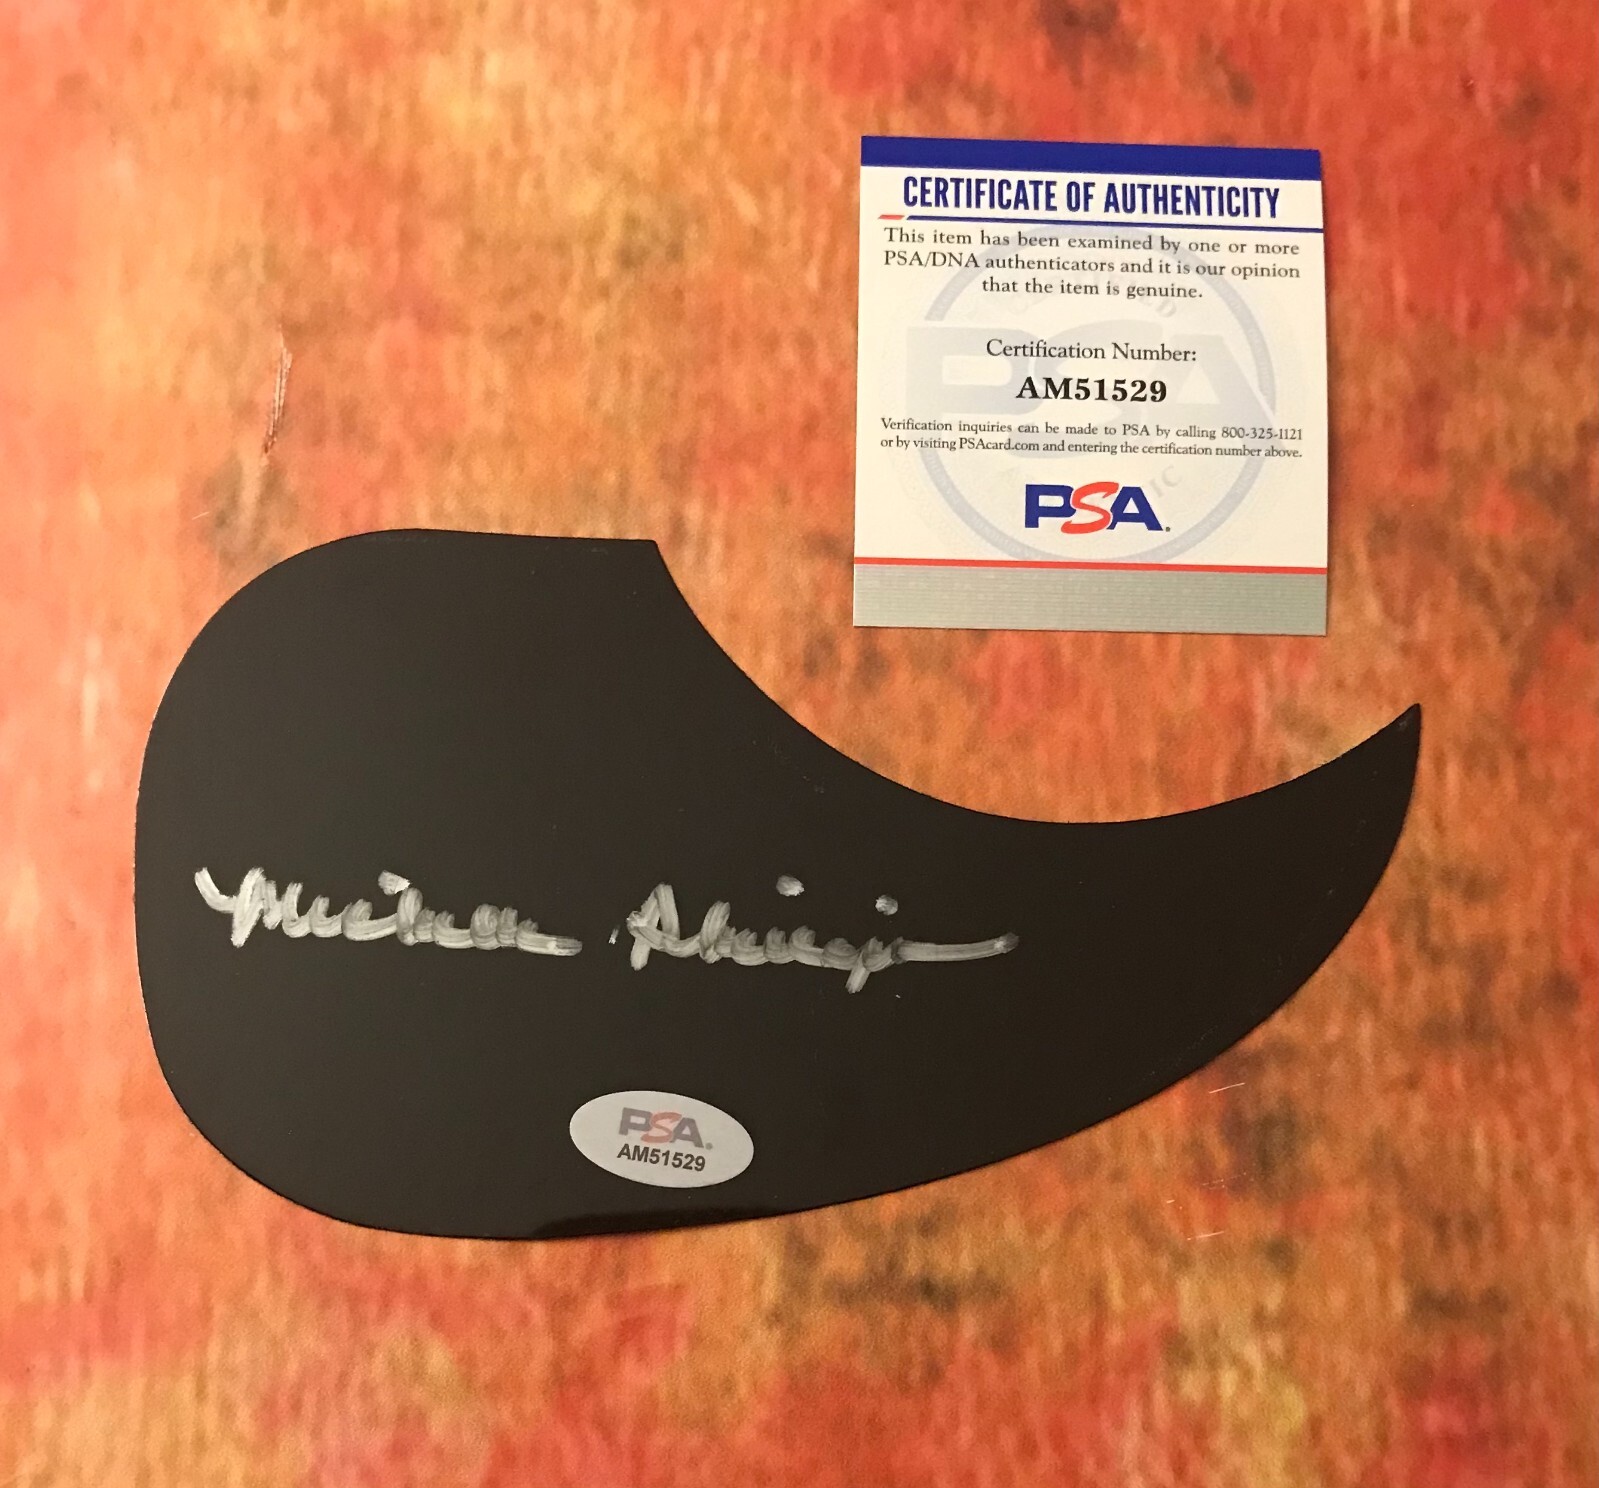 CERTIFICATE OF AUTHENTICITY
This item has been examined by one or more
PSA/DNA authenticators and it is our opinion
that the item is genuine.
Certification Number:
AM51529
Verification inquiries can be made to PSA by calling 800-325-1121
or by visiting PSAcard.com and entering the certification number above.
PSA.
PSA.
AM51529